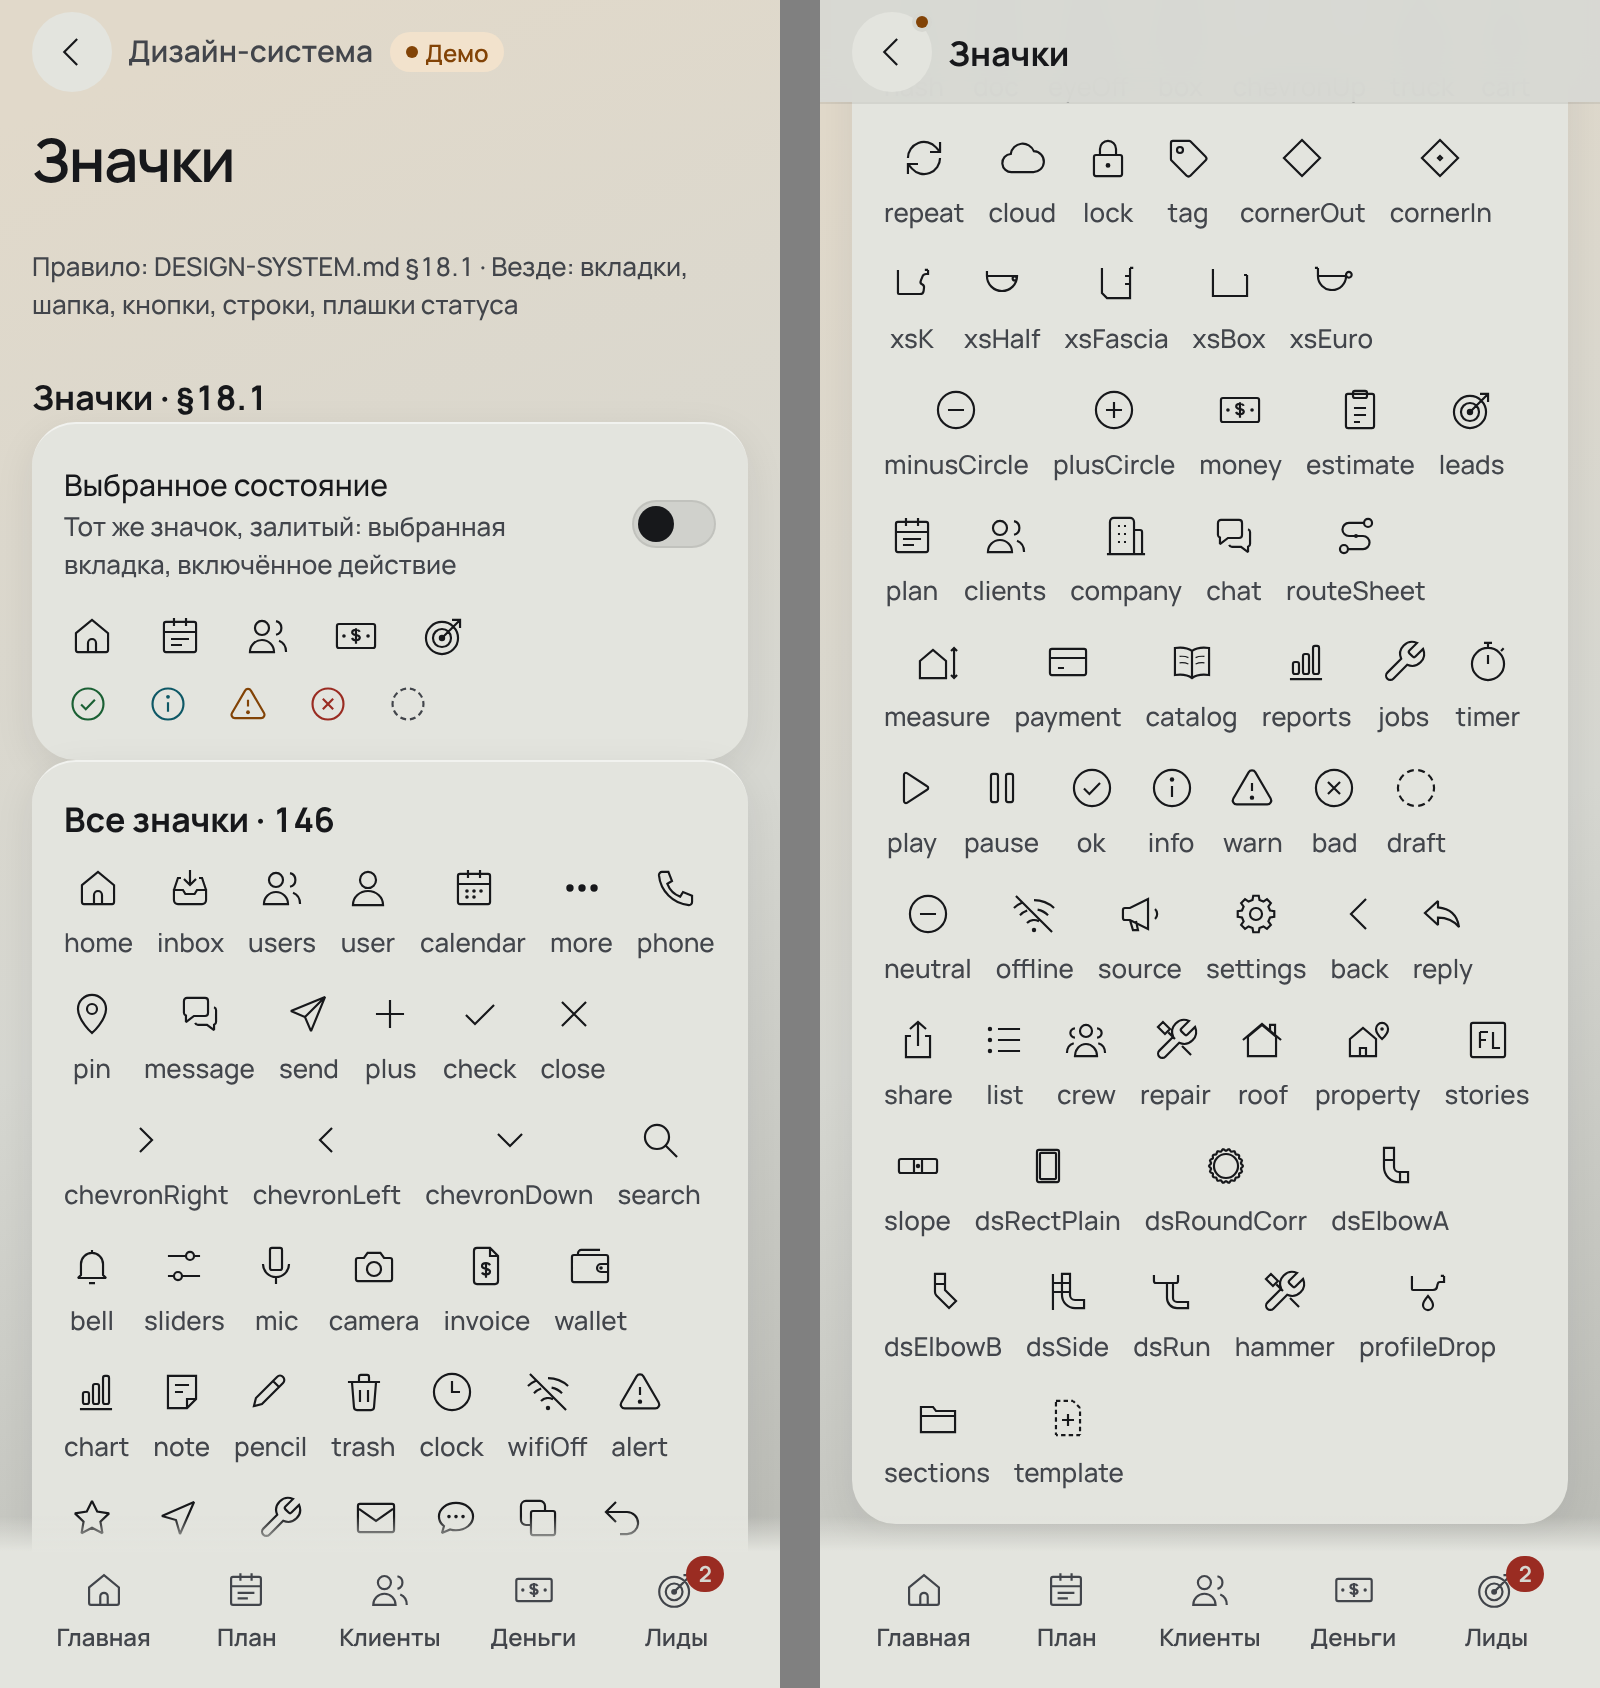 Дизайн-система
Демо
Значки
Правило: DESIGN-SYSTEM.md §18.1 · Везде: вкладки,
шапка, кнопки, строки, плашки статуса
Значки · §18.1
Выбранное состояние
Тот же значок, залитый: выбранная
вкладка, включённое действие
Все значки · 146
home inbox users user calendar more phone
pin message send plus check close
chevronRight chevronLeft chevronDown search
bell sliders mic camera invoice wallet
chart note pencil trash clock wifiOff alert
Главная План Клиенты Деньги Лиды
2
Значки
repeat cloud lock tag cornerOut cornerIn
xsK xsHalf xsFascia xsBox xsEuro
minusCircle plusCircle money estimate leads
plan clients company chat routeSheet
measure payment catalog reports jobs timer
play pause ok info warn bad draft
neutral offline source settings back reply
FL
share list crew repair roof property stories
slope dsRectPlain dsRoundCorr dsElbowA
dsElbowB dsSide dsRun hammer profileDrop
sections template
Главная План Клиенты Деньги Лиды
2